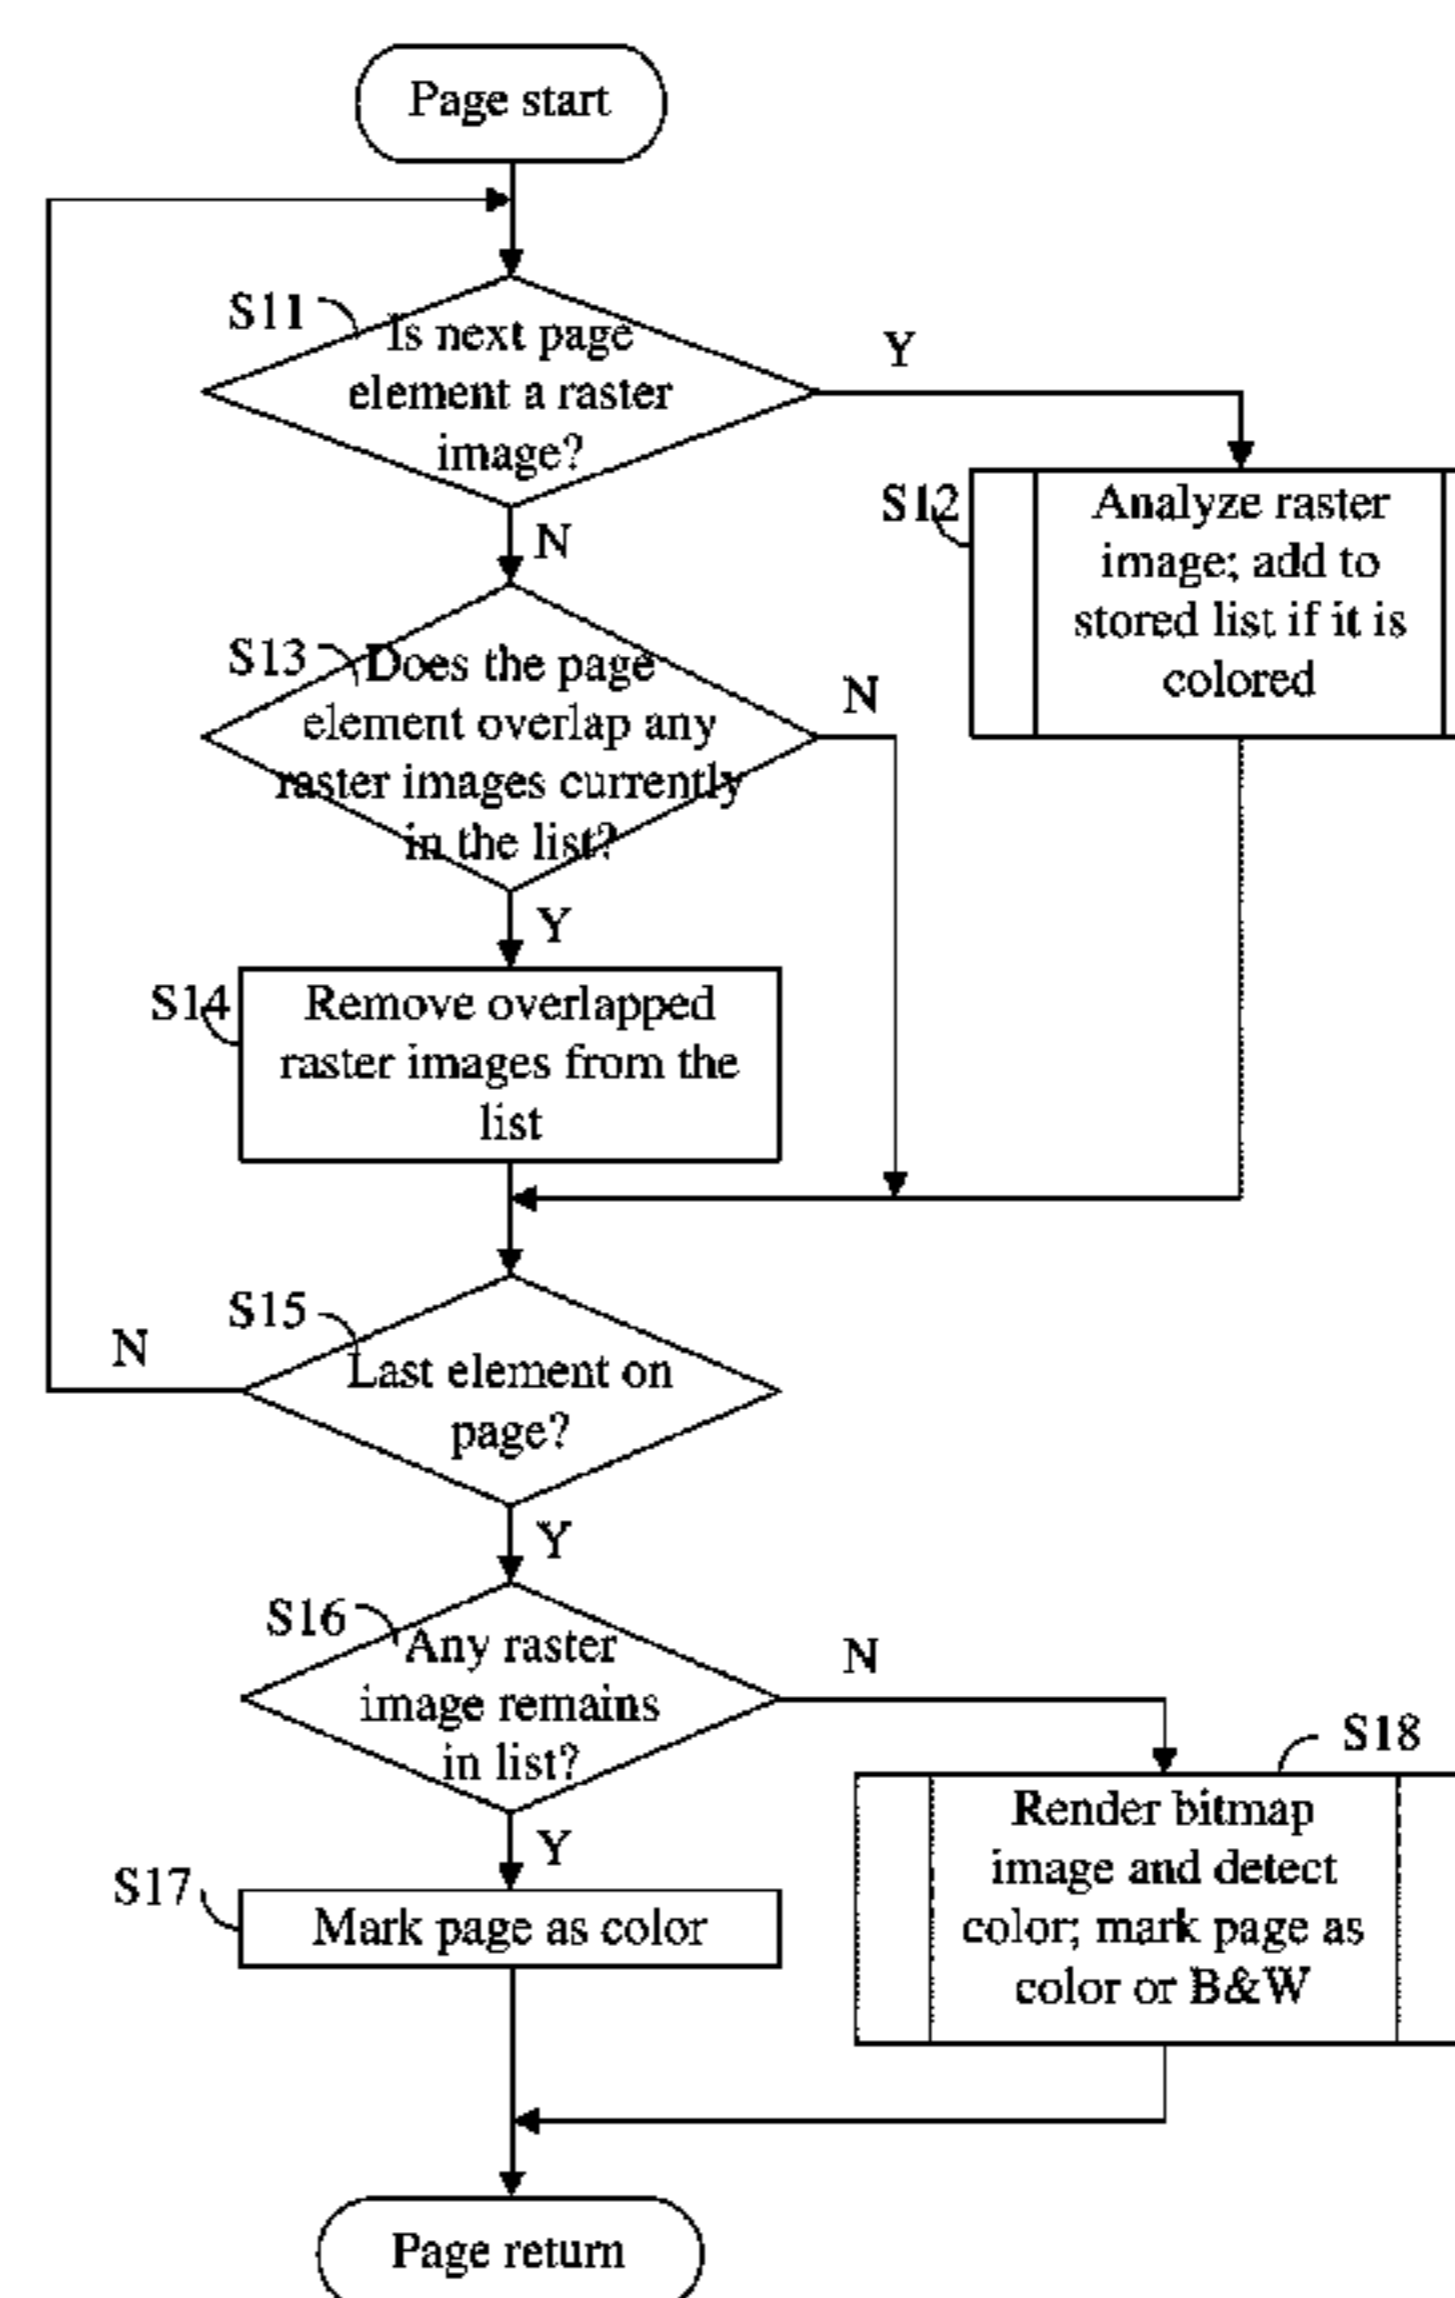 Page start
S11
Is next page
element a raster
image?
Y
N
S12
Analyze raster
image; add to
stored list if it is
colored
S13
Does the page
element overlap any
raster images currently
in the list?
N
Y
S14
Remove overlapped
raster images from the
list
S15
Last element on
page?
N
Y
S16
Any raster
image remains
in list?
N
Y
S18
Render bitmap
image and detect
color; mark page as
color or B&W
S17
Mark page as color
Page return